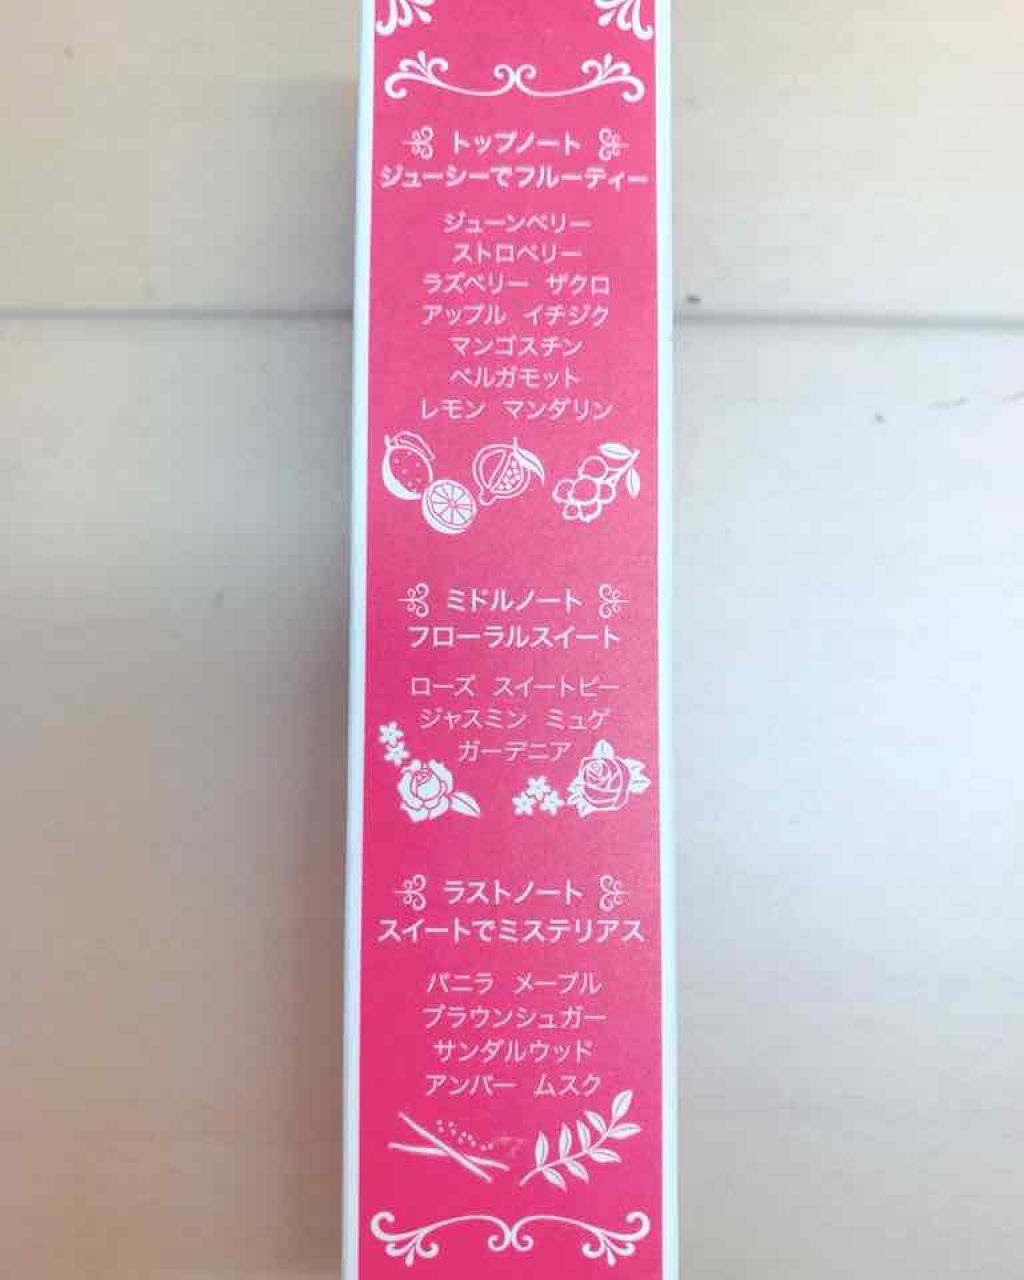 トップノート
ジューシーでフルーティー
ジューンベリー
ストロベリー
ラズベリー ザクロ
アップル イチジク
マンゴスチン
ベルガモット
レモン マンダリン
ミドルノート
フローラルスイート
ローズ スイートピー
ジャスミン ミュゲ
ガーデニア
ラストノート
スイートでミステリアス
バニラ メープル
ブラウンシュガー
サンダルウッド
アンバー ムスク